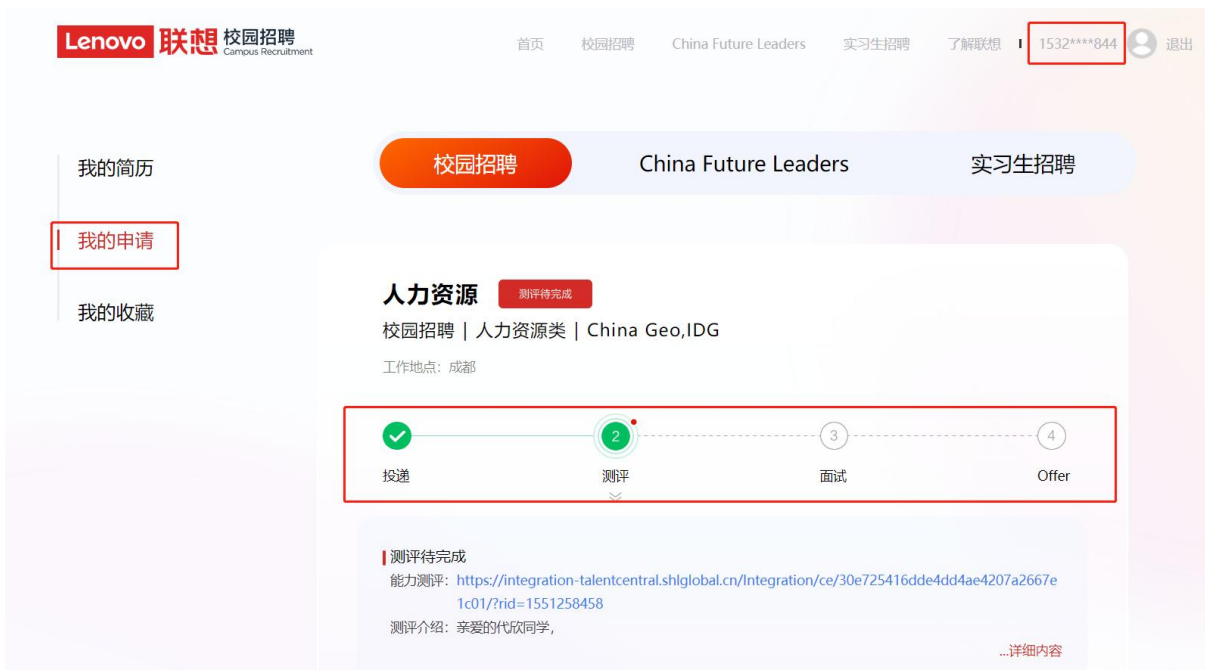 Lenovo 联想 校园招聘
Campus Recruitment
首页 校园招聘 China Future Leaders 实习生招聘 了解联想 1532****844 退出
我的简历
我的申请
我的收藏
校园招聘 China Future Leaders 实习生招聘
人力资源 测评待完成
校园招聘 | 人力资源类 | China Geo,IDG
工作地点：成都
2 3 4
投递 测评 面试 Offer
测评待完成
能力测评：https://integration-talentcentral.shlglobal.cn/Integration/ce/30e725416dde4dd4ae4207a2667e
1c01/?rid=1551258458
测评介绍：亲爱的代欣同学，
...详细内容